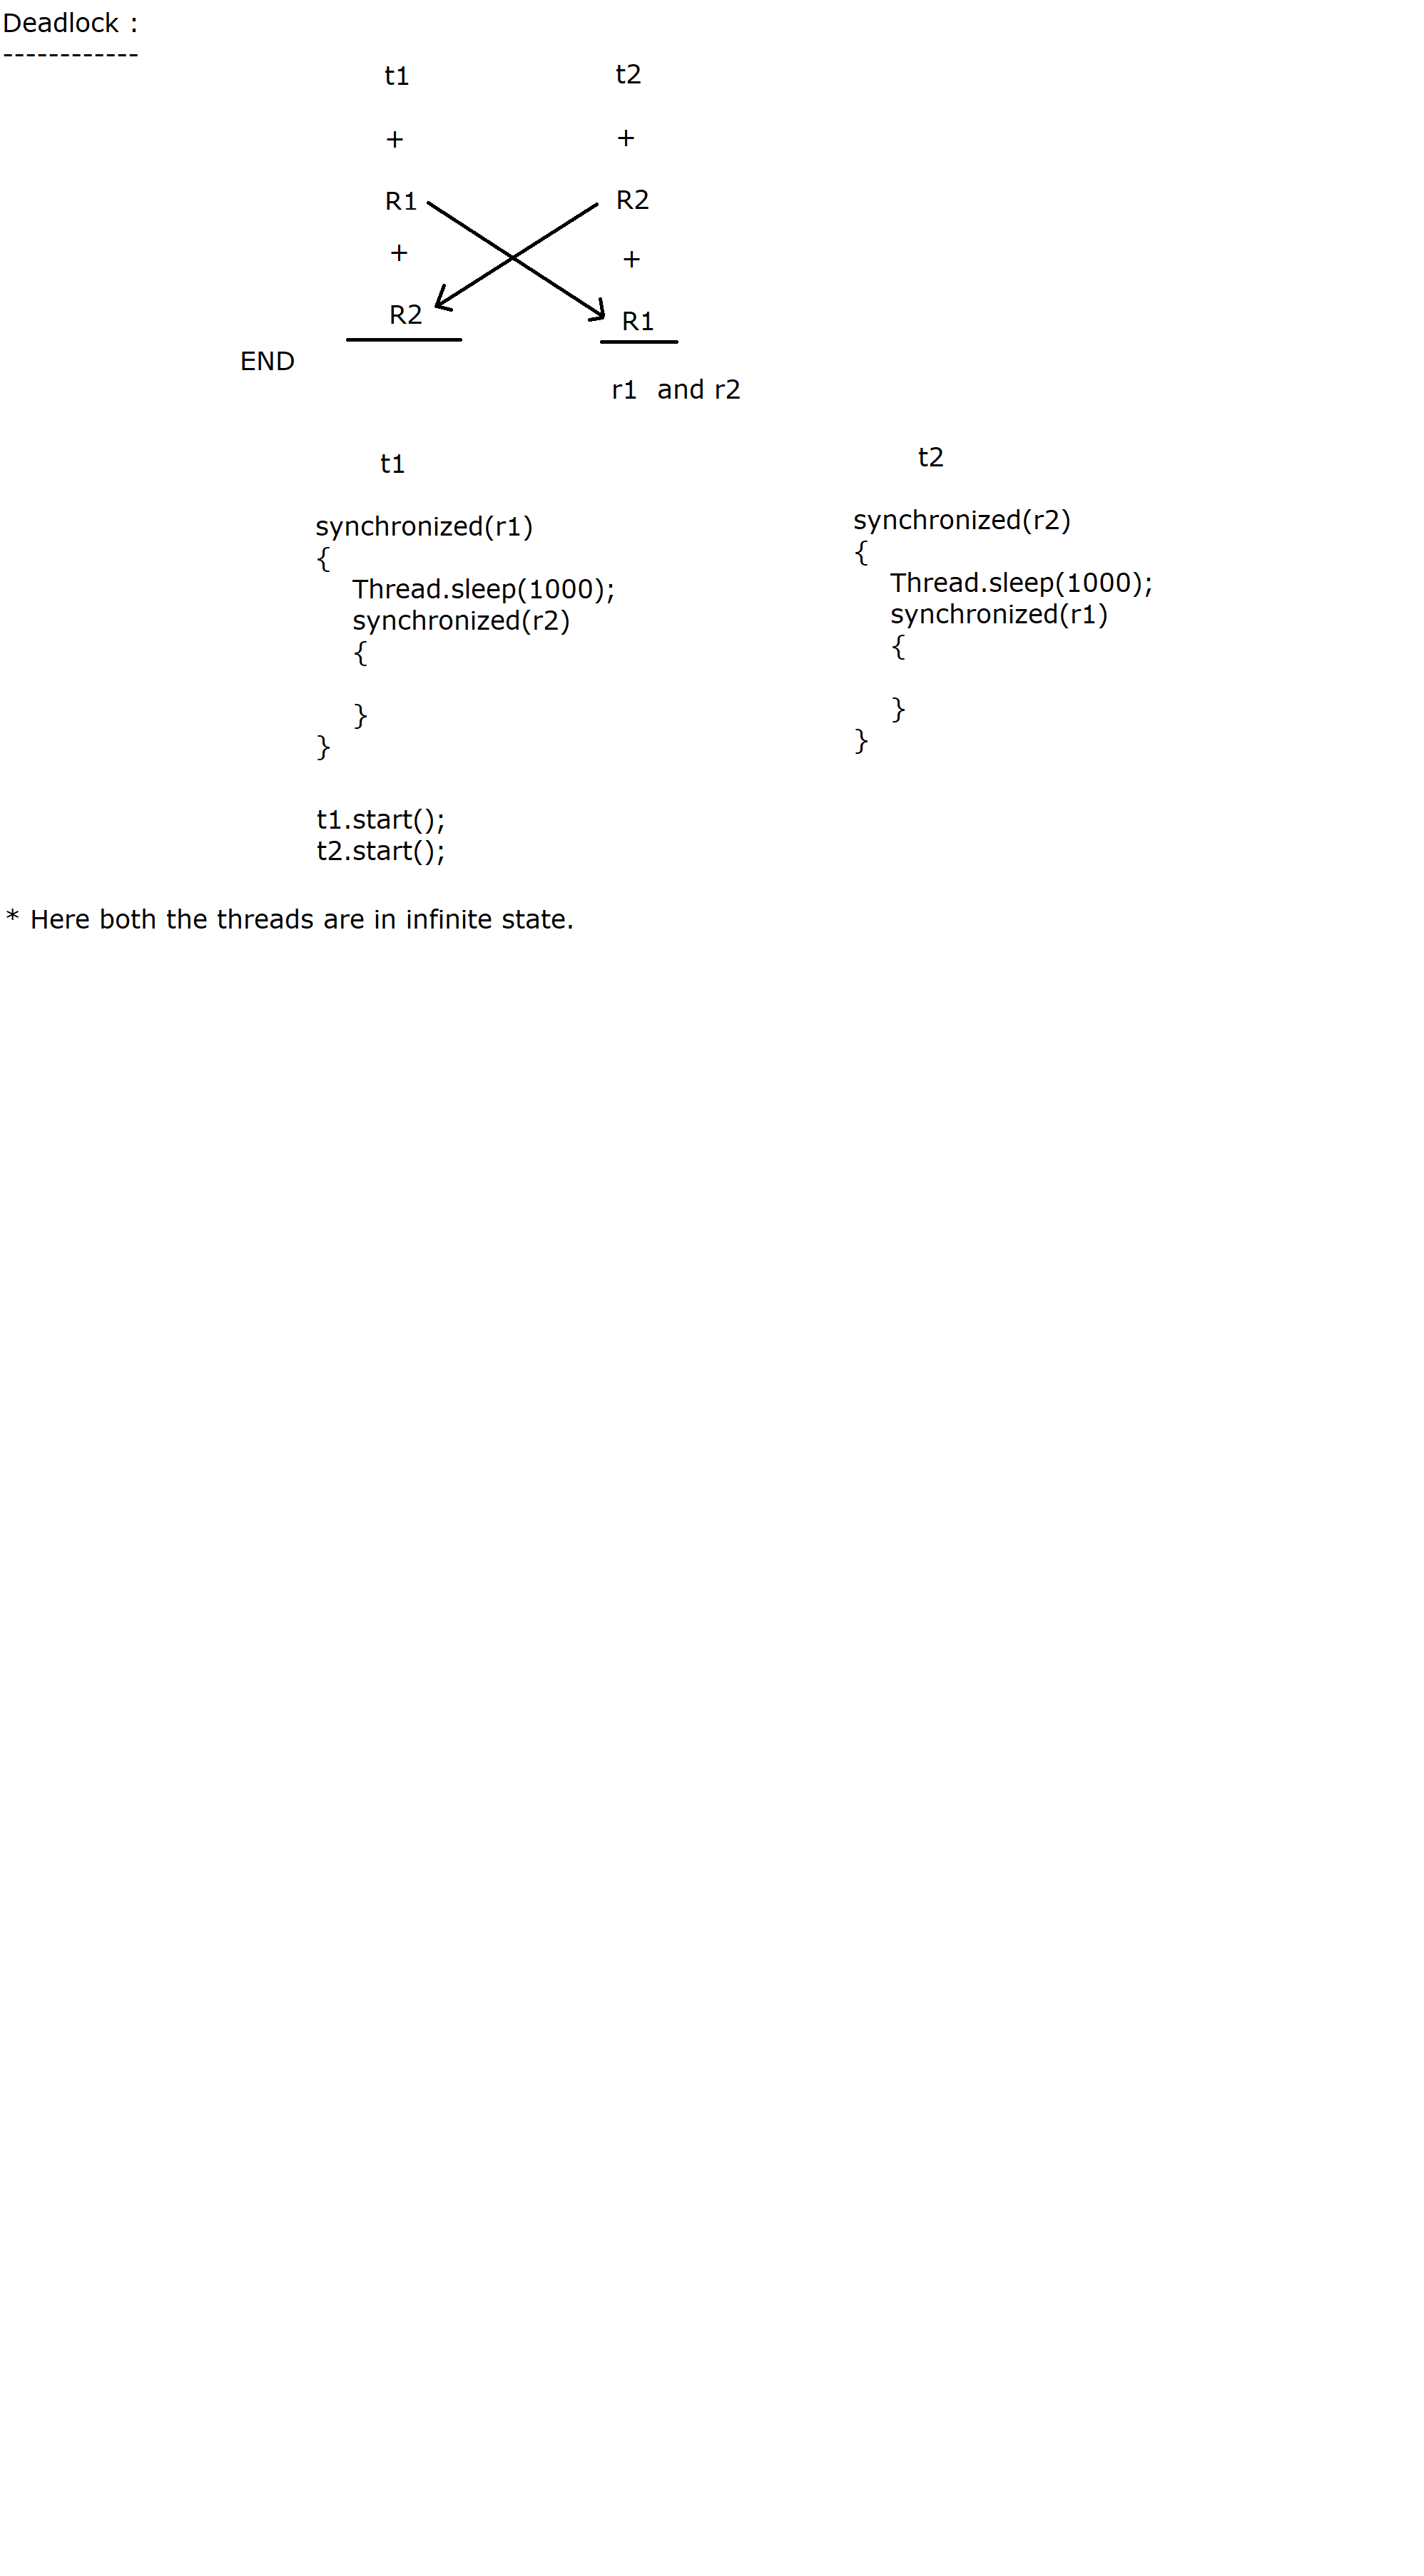 Deadlock :
------------
t1 t2
+ +
R1 R2
+ +
R2 R1
END
r1 and r2
t1 t2
synchronized(r1) synchronized(r2)
{ {
Thread.sleep(1000); Thread.sleep(1000);
synchronized(r2) synchronized(r1)
{ {
} }
} }
t1.start();
t2.start();
* Here both the threads are in infinite state.